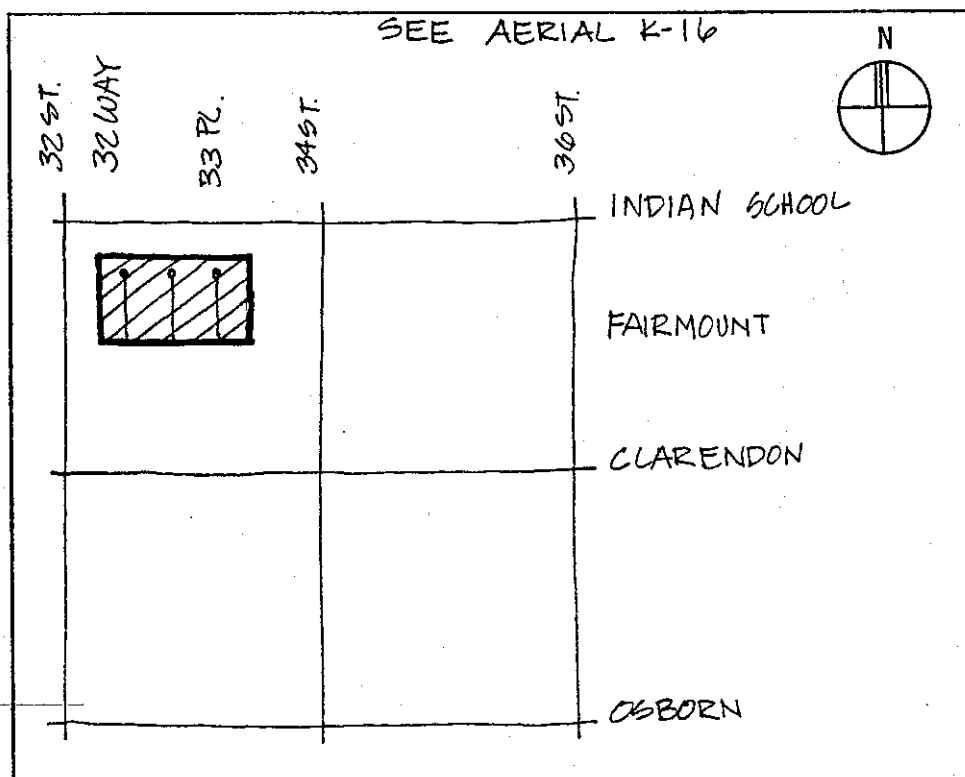 SEE AERIAL K-16
N
32 ST.
32 WAY
33 PL.
34 ST.
36 ST.
INDIAN SCHOOL
FAIRMOUNT
CLARENDON
OSBORN